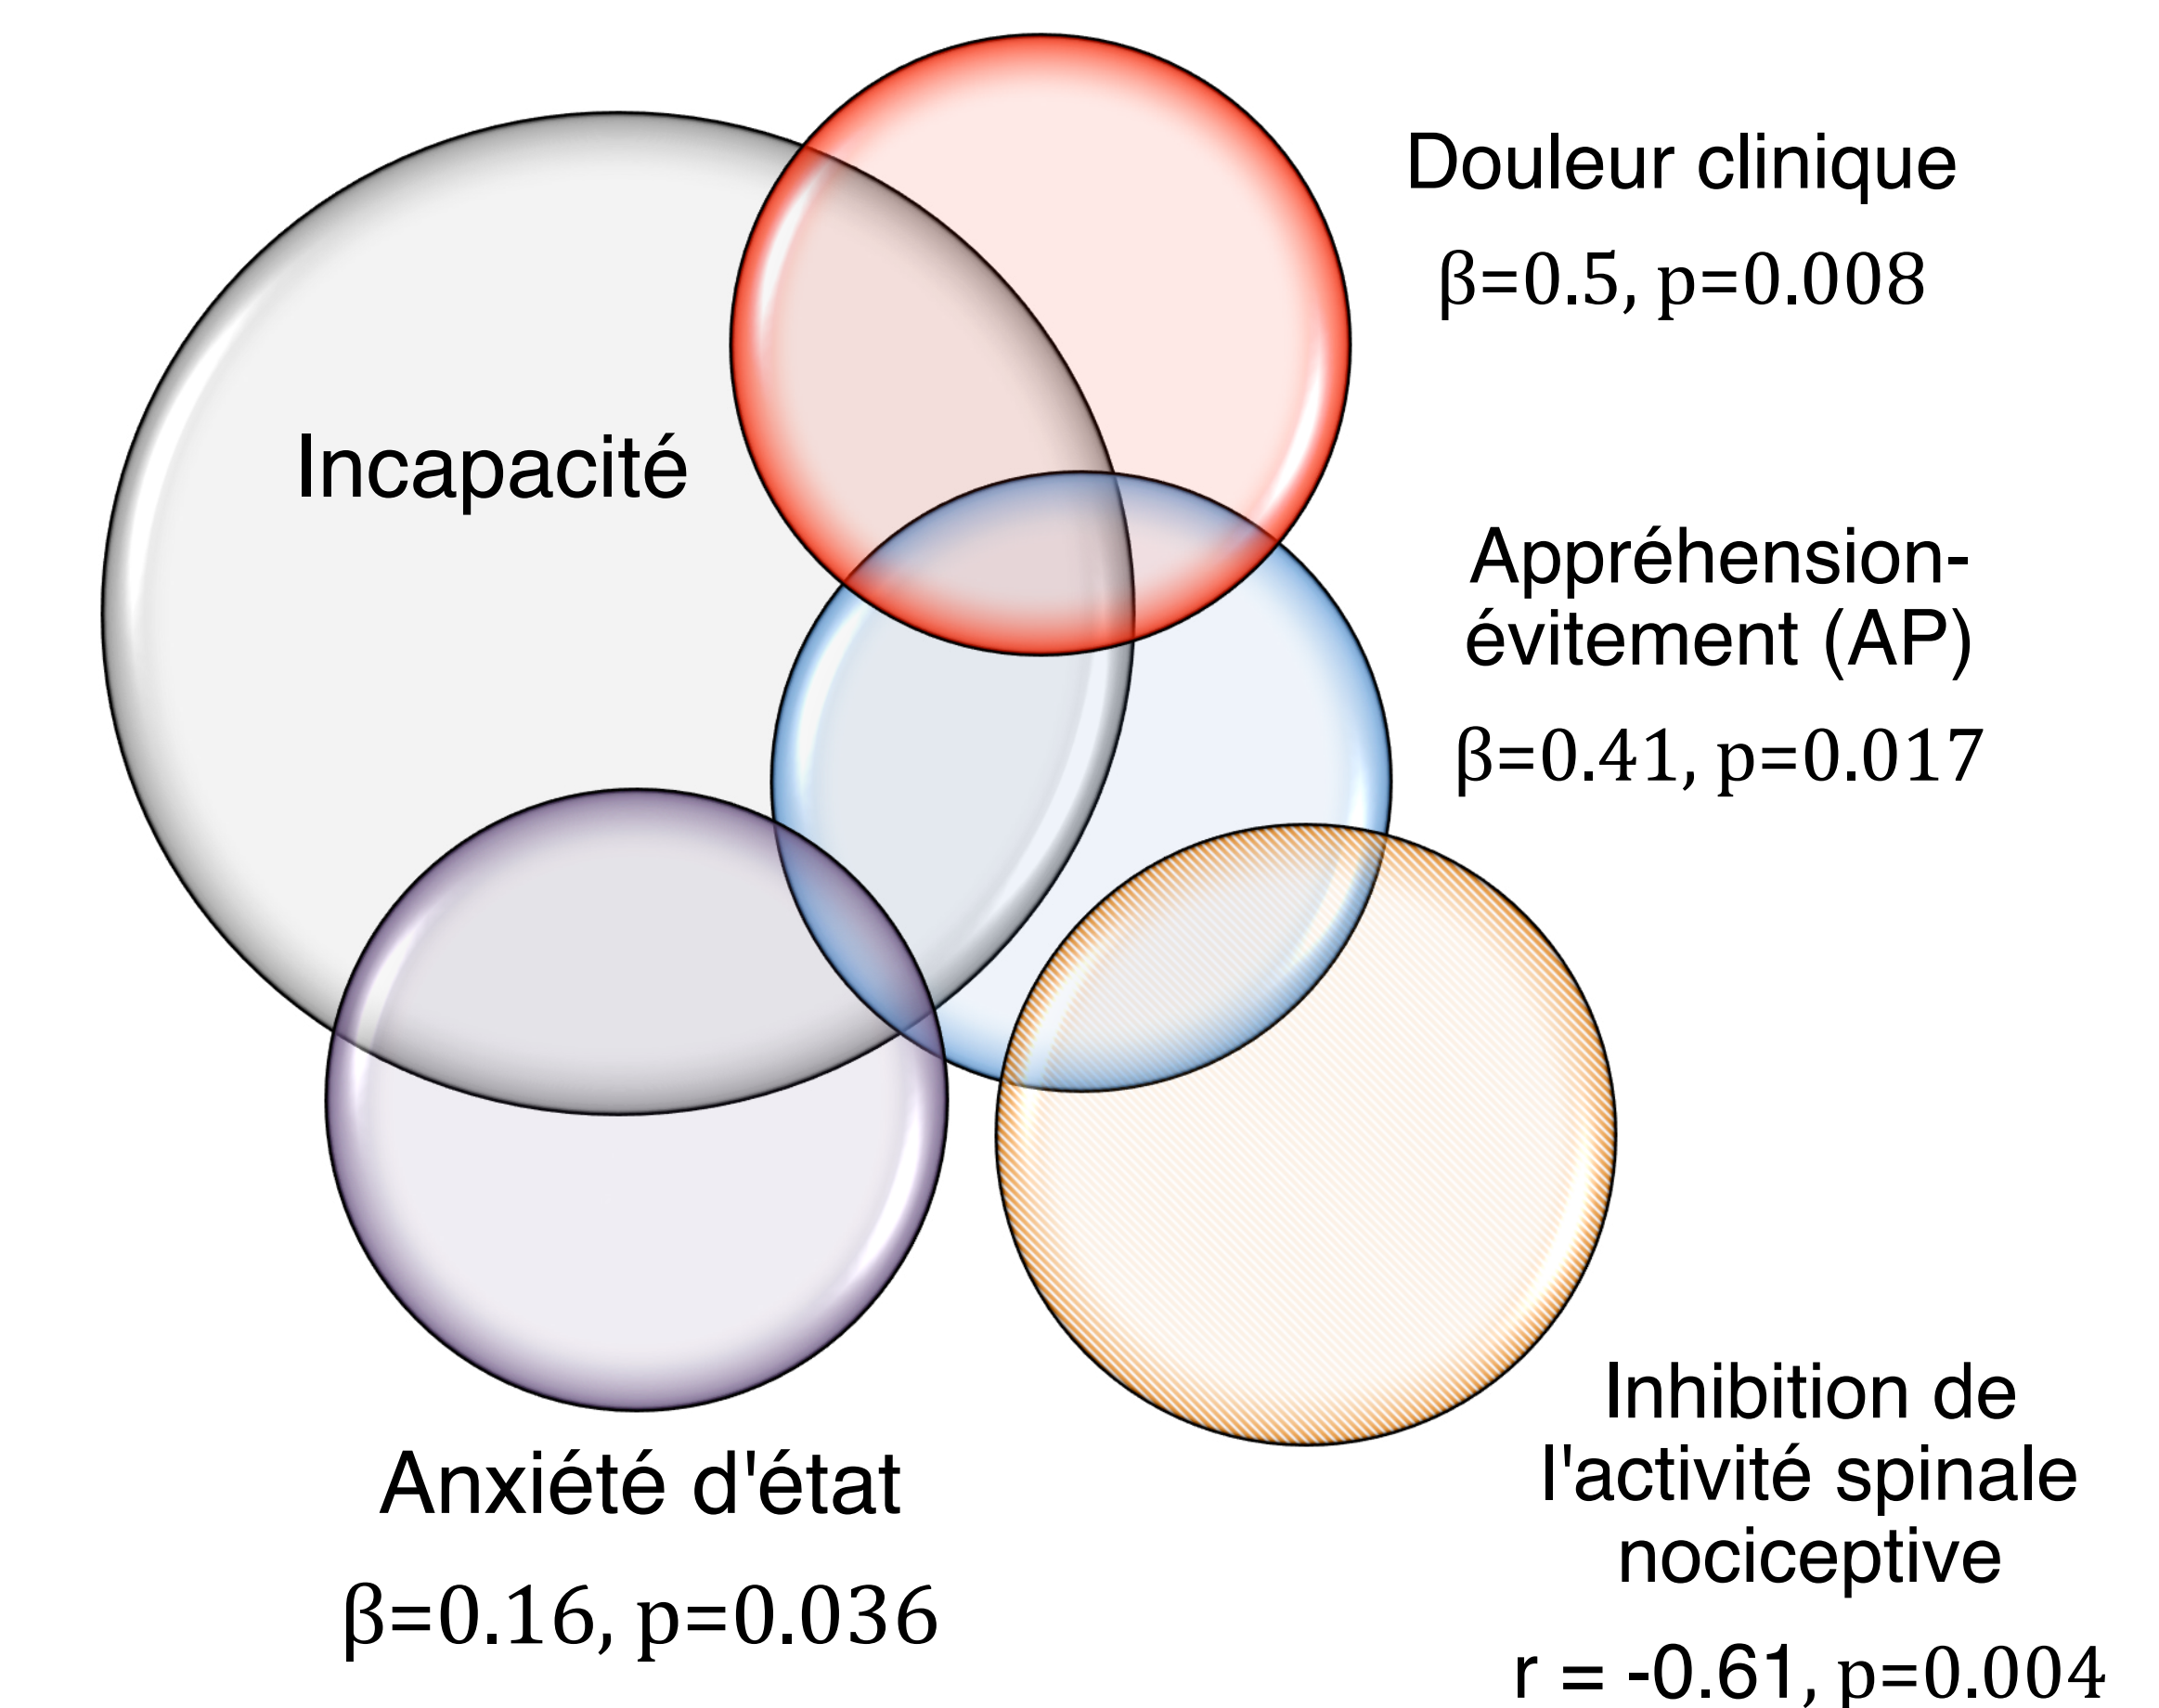 Douleur clinique
β=0.5, p=0.008
Incapacité
Appréhension-
évitement (AP)
β=0.41, p=0.017
Anxiété d'état
β=0.16, p=0.036
Inhibition de
l'activité spinale
nociceptive
r = -0.61, p=0.004